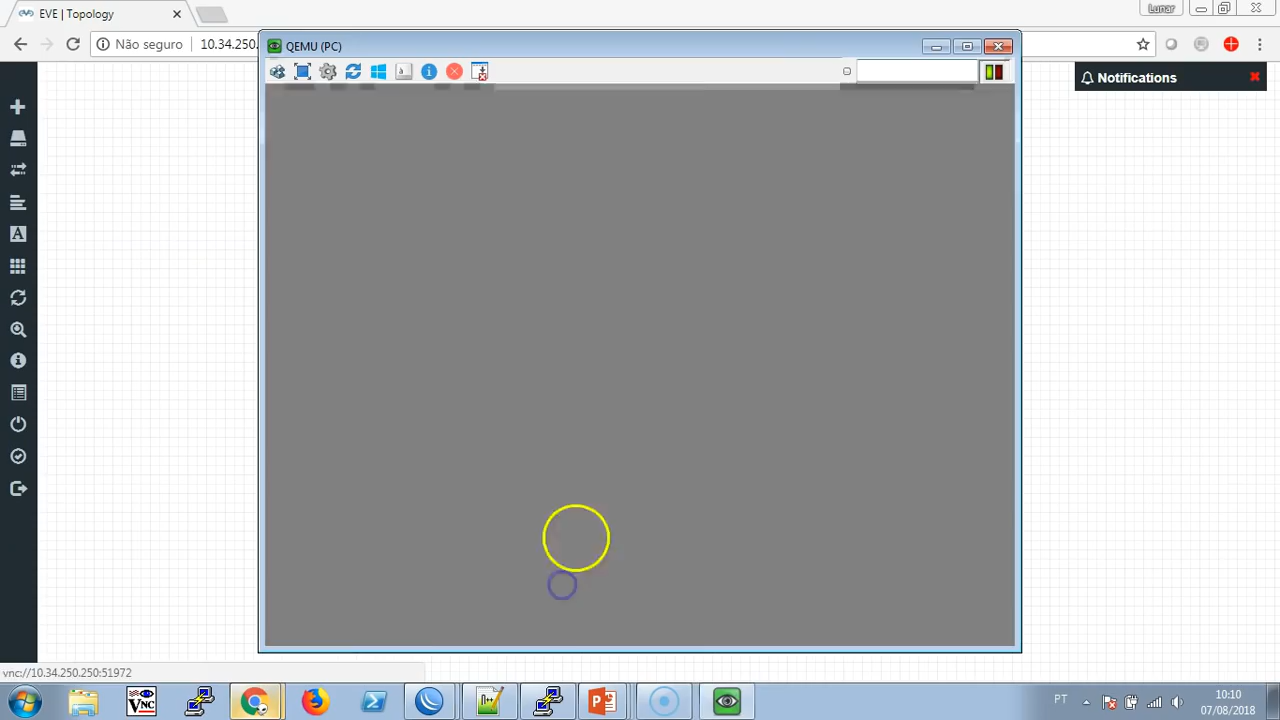 EVE | Topology
Lunar
Não seguro
10.34.250.
QEMU (PC)
Notifications
vnc://10.34.250.250:51972
VNC
PT
10:10
07/08/2018